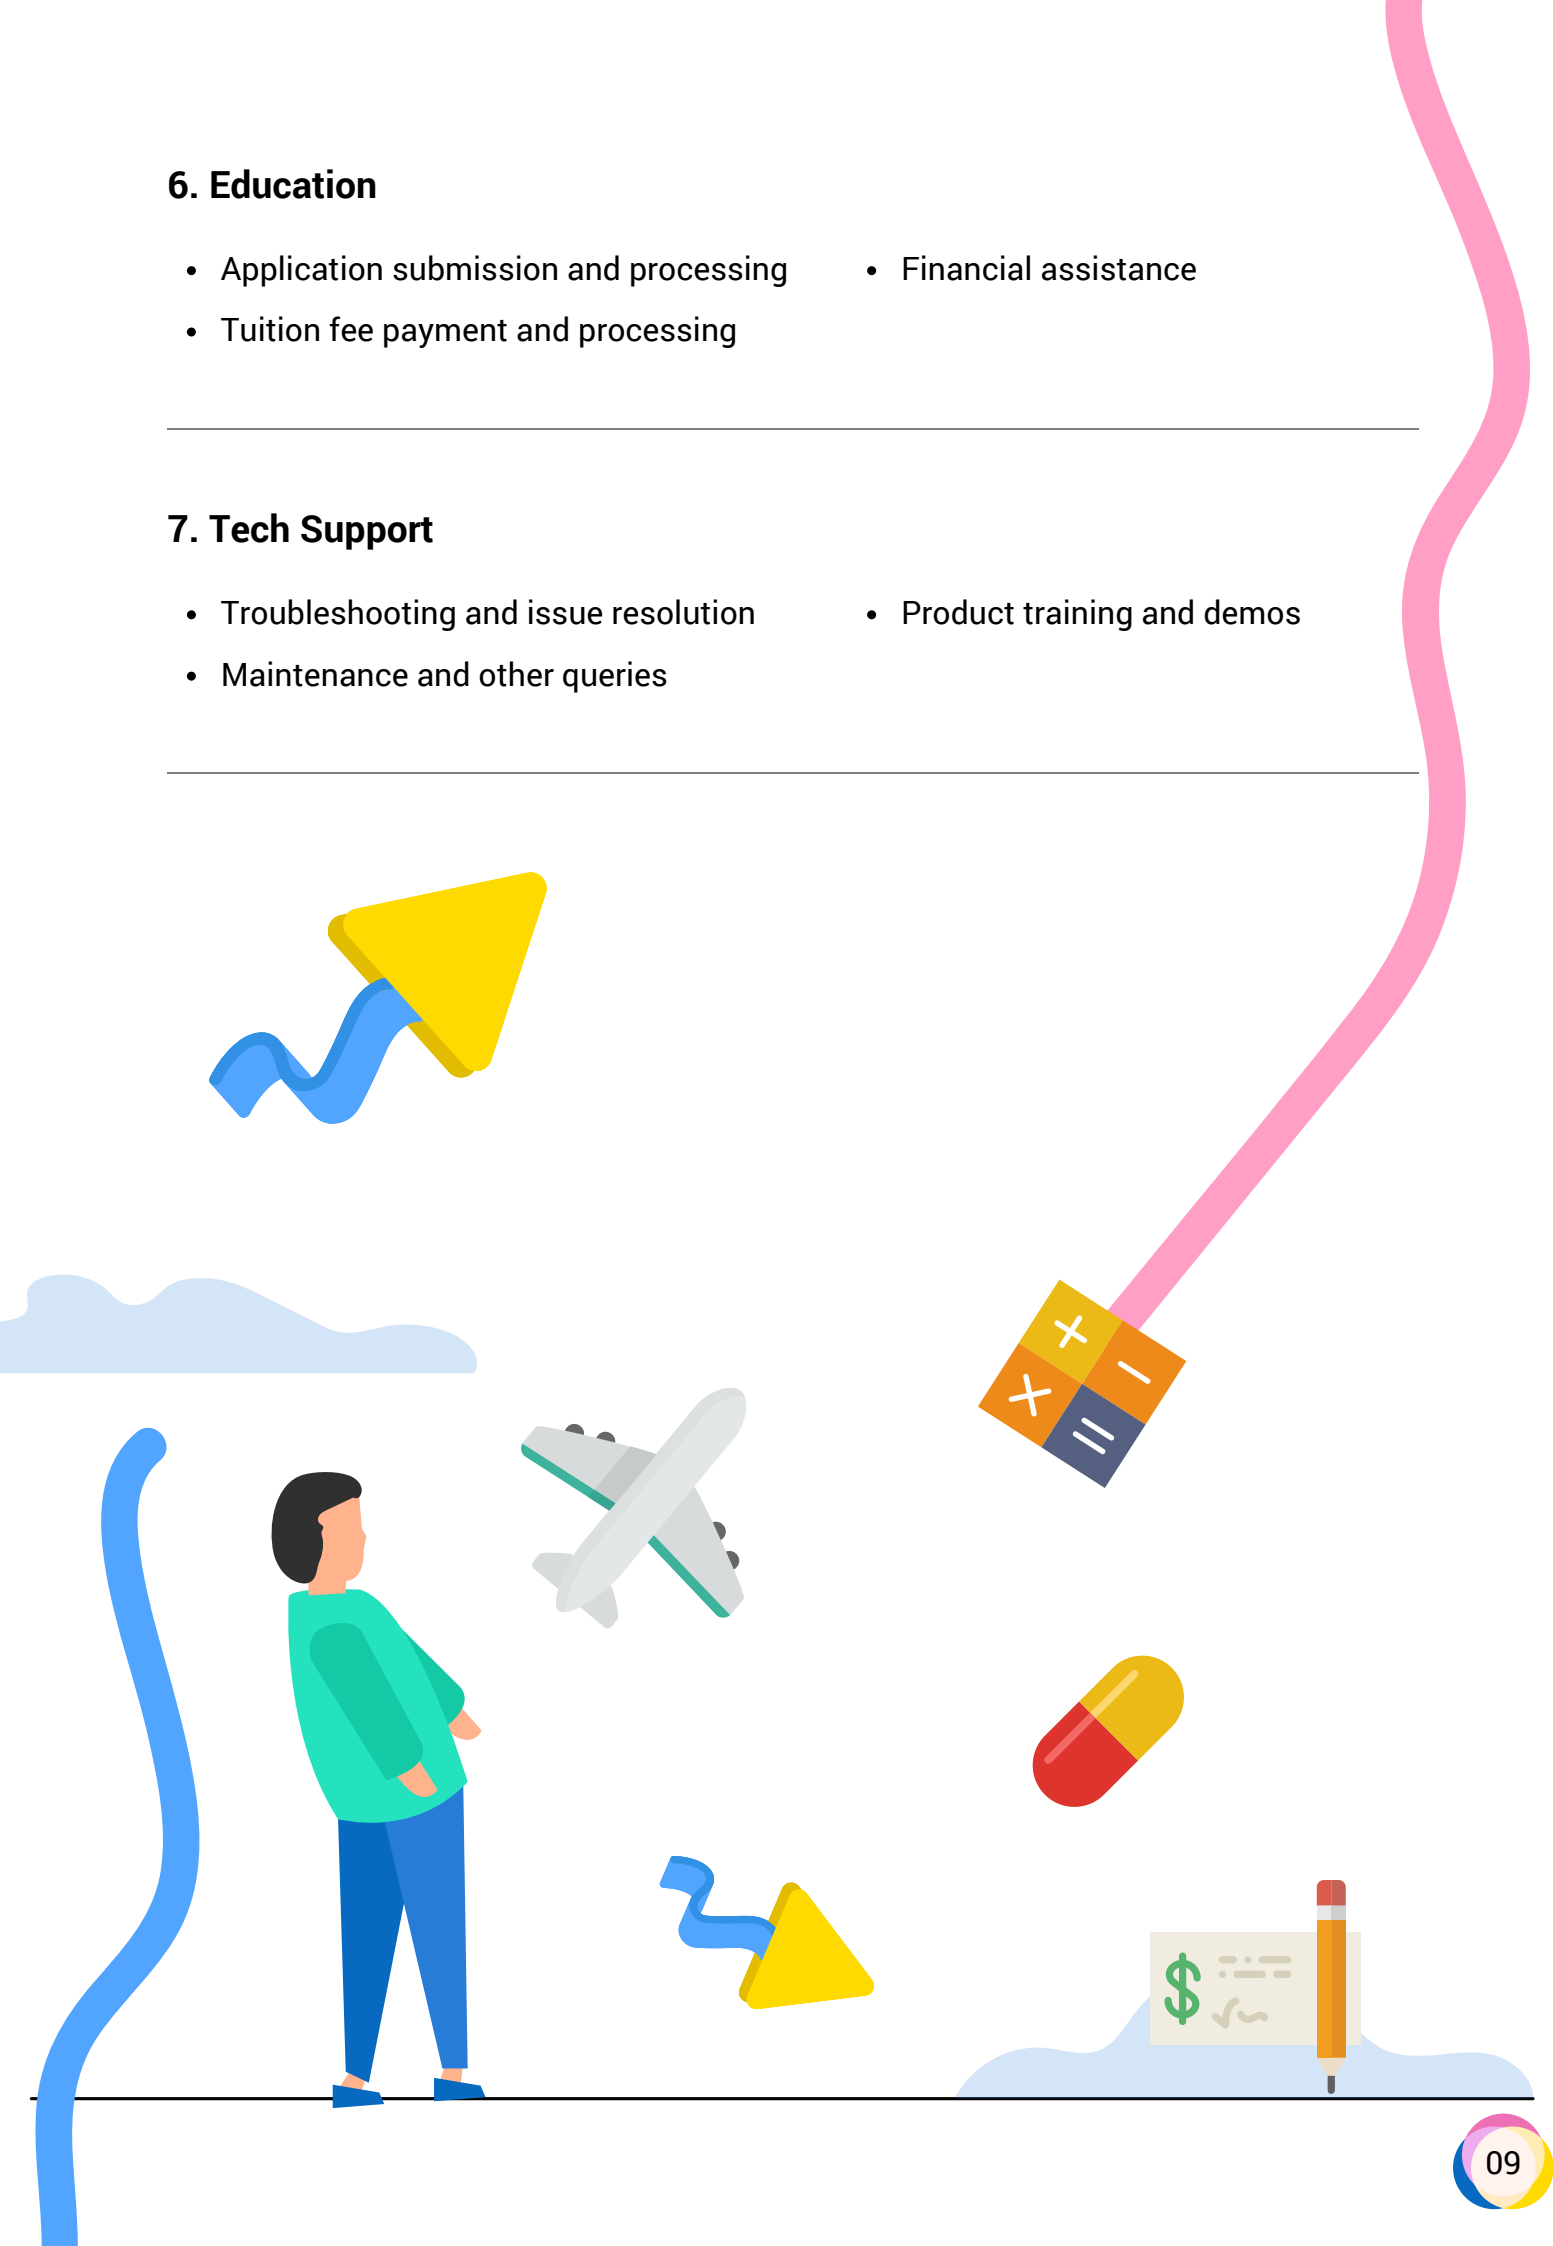 6. Education
• Application submission and processing
• Financial assistance
• Tuition fee payment and processing
7. Tech Support
• Troubleshooting and issue resolution
• Product training and demos
• Maintenance and other queries
$
09